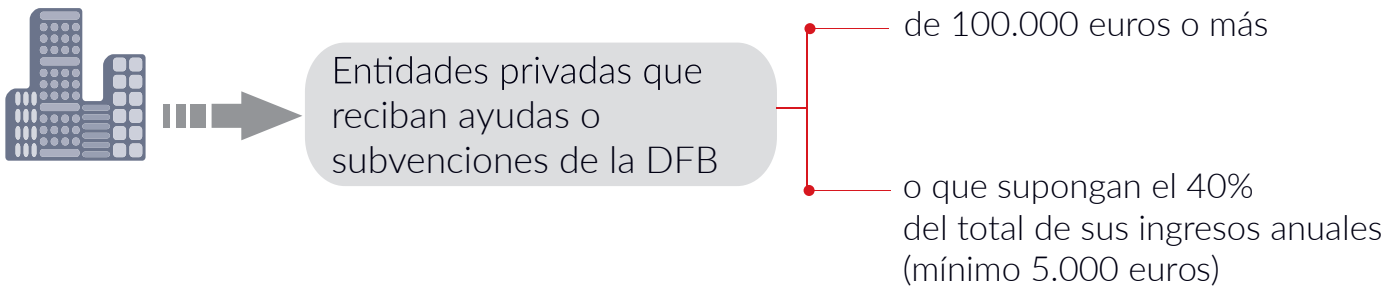 Entidades privadas que
reciban ayudas o
subvenciones de la DFB
de 100.000 euros o más
o que supongan el 40%
del total de sus ingresos anuales
(mínimo 5.000 euros)